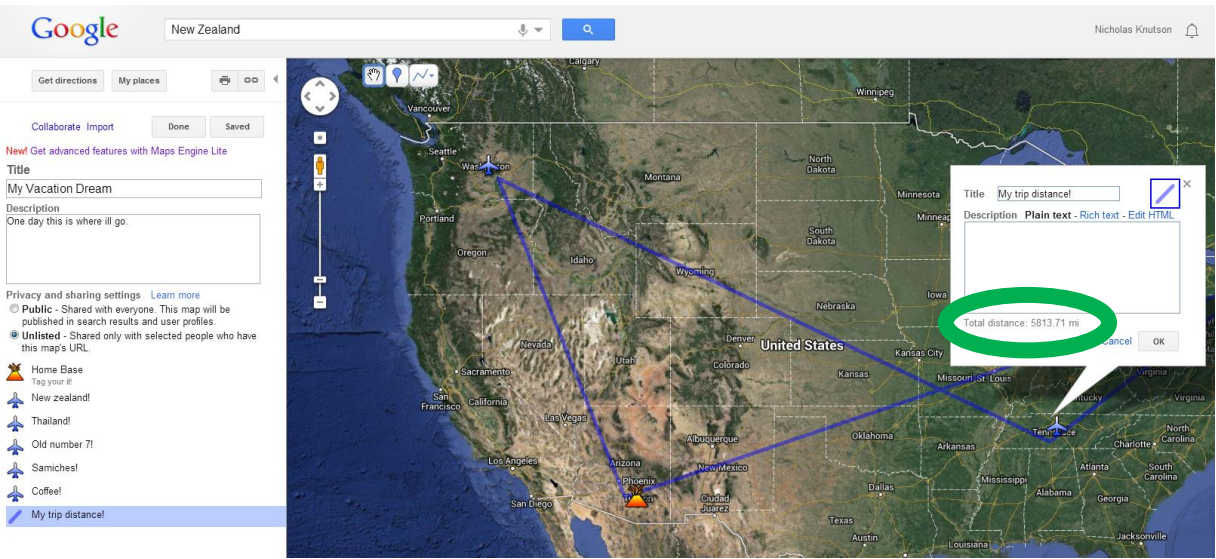 Google
New Zealand
Nicholas Knutson
Get directions My places
Collaborate Import Done Saved
New! Get advanced features with Maps Engine Lite
Title
My Vacation Dream
Description
One day this is where ill go.
Privacy and sharing settings Learn more
Public - Shared with everyone. This map will be
published in search results and user profiles.
Unlisted - Shared only with selected people who have
this map's URL.
Home Base
Tag your it!
New zealand!
Thailand!
Old number 7!
Samiches!
Coffee!
My trip distance!
Calgary
Vancouver
Winnipeg
Seattle
Montana
North
Dakota
Minnesota
Portland
South
Dakota
Oregon
Idaho
Wyoming
Iowa
Nebraska
Nevada
Utah
Denver
Colorado
United States
Kansas City
Kansas
Missouri St Louis
Sacramento
San
Francisco
California
Las Vegas
Virginia
Virginia
Albuquerque
Oklahoma
Arkansas
North
Carolina
Charlotte
Los Angeles
Arizona
New Mexico
Phoenix
Atlanta
South
Carolina
Mississippi
Alabama
Georgia
San Diego
Ciudad
Juarez
Dallas
Texas
Austin
Louisiana
Jacksonville
Title My trip distance!
Description Plain text - Rich text - Edit HTML
Total distance: 5813.71 mi
Cancel OK